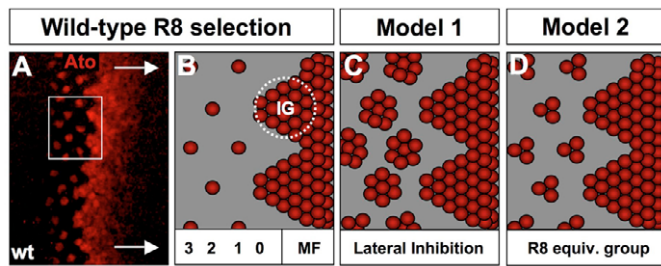 Wild-type R8 selection
Model 1
Model 2
A
Ato
wt
B
IG
3 2 1 0 MF
C
Lateral Inhibition
D
R8 equiv. group